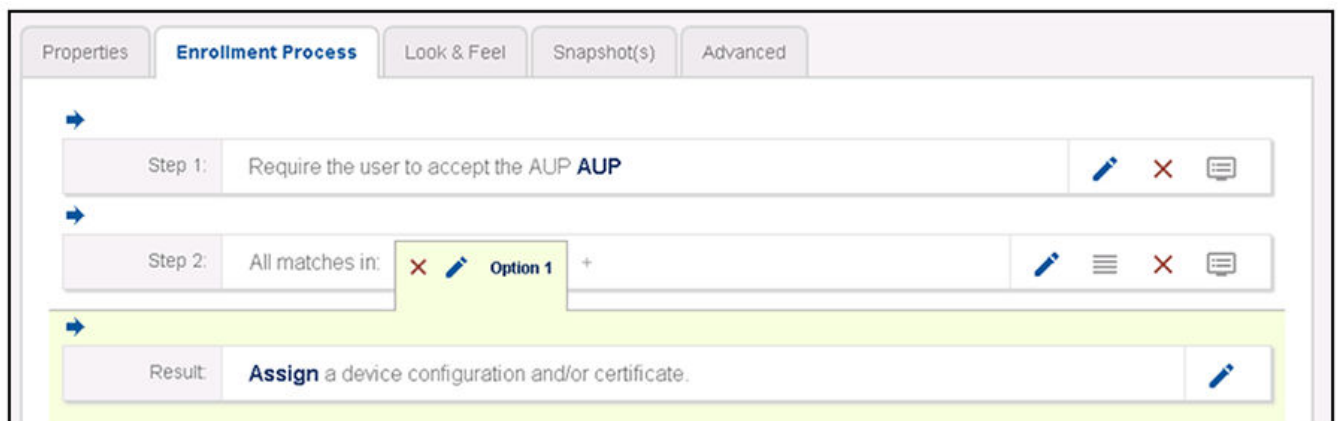 Properties Enrollment Process Look & Feel Snapshot(s) Advanced
Step 1: Require the user to accept the AUP AUP
Step 2: All matches in: Option 1 +
Result: Assign a device configuration and/or certificate.